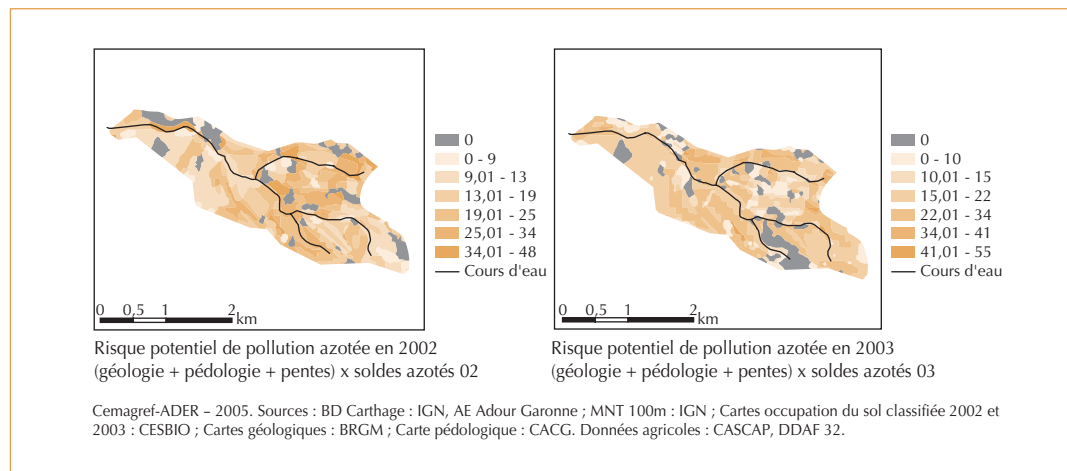 0
0 - 9
9,01 - 13
13,01 - 19
19,01 - 25
25,01 - 34
34,01 - 48
Cours d'eau
0 0,5 1 2
km
Risque potentiel de pollution azotée en 2002
(géologie + pédologie + pentes) x soldes azotés 02
0
0 - 10
10,01 - 15
15,01 - 22
22,01 - 34
34,01 - 41
41,01 - 55
Cours d'eau
0 0,5 1 2
km
Risque potentiel de pollution azotée en 2003
(géologie + pédologie + pentes) x soldes azotés 03
Cemagref-ADER – 2005. Sources : BD Carthage : IGN, AE Adour Garonne ; MNT 100m : IGN ; Cartes occupation du sol classifiée 2002 et
2003 : CESBIO ; Cartes géologiques : BRGM ; Carte pédologique : CACG. Données agricoles : CASCAP, DDAF 32.